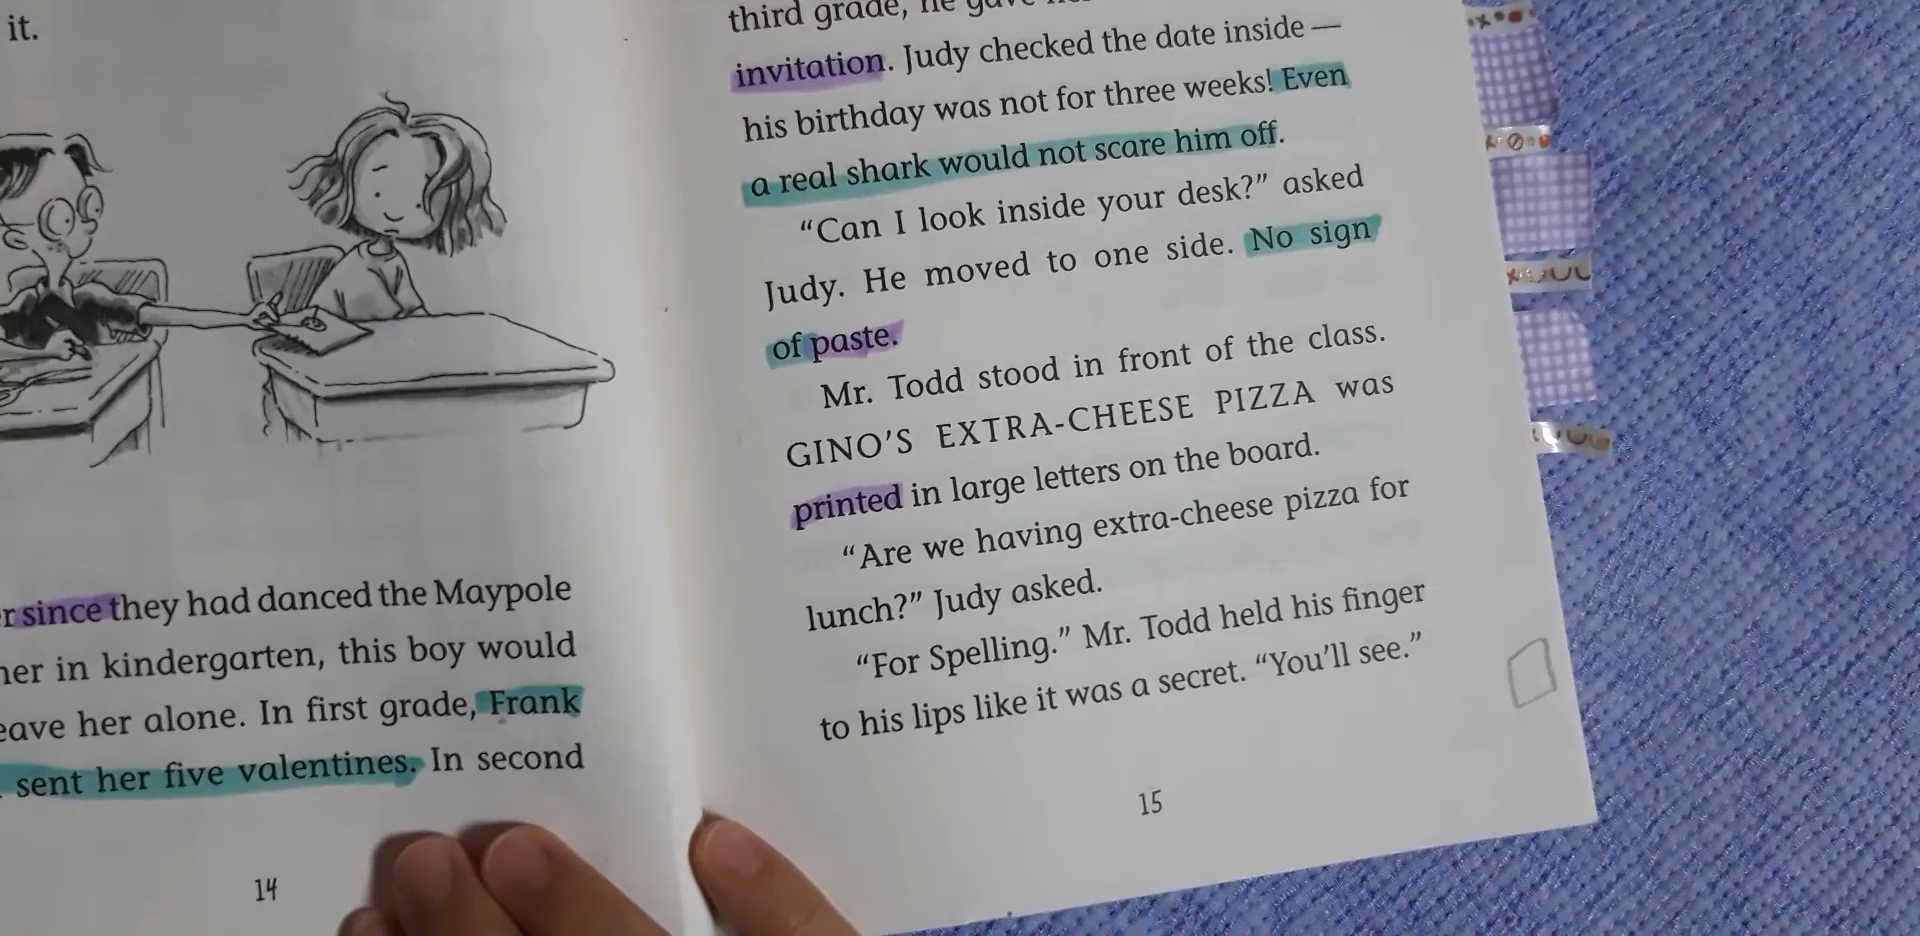 it.
since they had danced the Maypole
in kindergarten, this boy would
her alone. In first grade, Frank
sent her five valentines. In second
14
third grade, he gave
invitation. Judy checked the date inside —
his birthday was not for three weeks! Even
a real shark would not scare him off.
“Can I look inside your desk?” asked
Judy. He moved to one side. No sign
of paste.
Mr. Todd stood in front of the class.
GINO’S EXTRA-CHEESE PIZZA was
printed in large letters on the board.
“Are we having extra-cheese pizza for
lunch?” Judy asked.
“For Spelling.” Mr. Todd held his finger
to his lips like it was a secret. “You’ll see.”
15